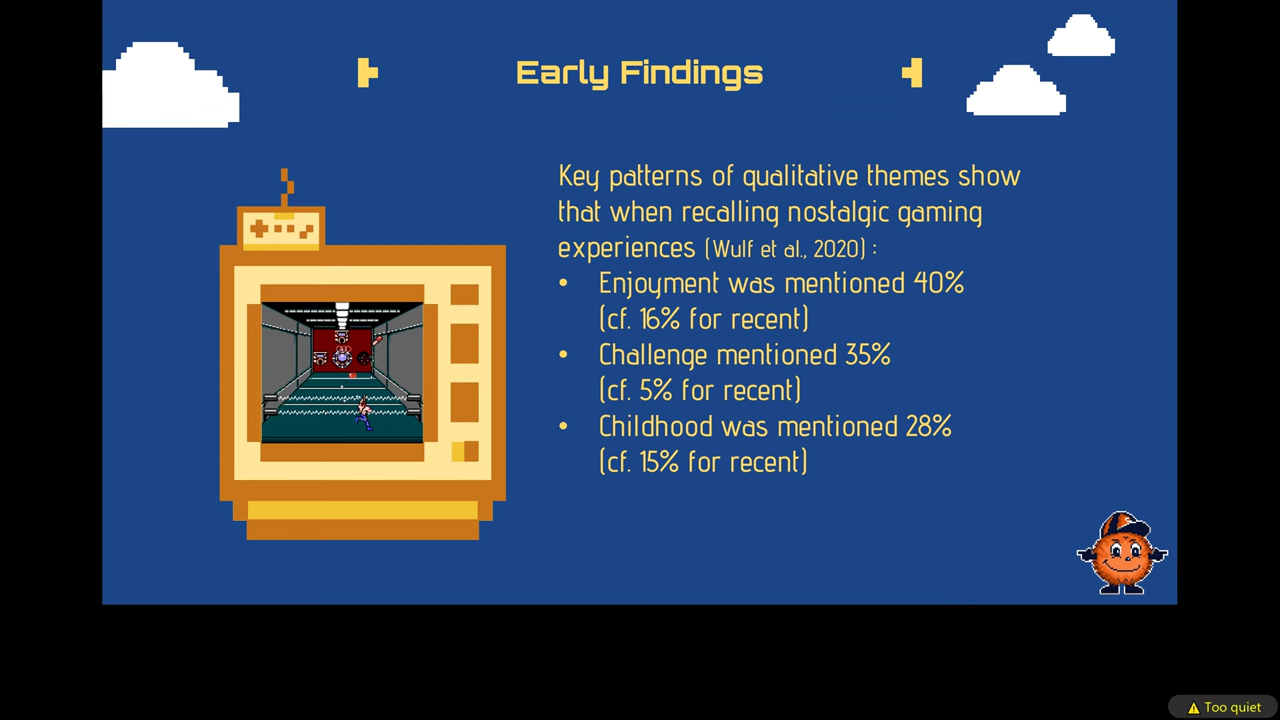 Early Findings
Key patterns of qualitative themes show
that when recalling nostalgic gaming
experiences (Wulf et al., 2020) :
• Enjoyment was mentioned 40%
(cf. 16% for recent)
• Challenge mentioned 35%
(cf. 5% for recent)
• Childhood was mentioned 28%
(cf. 15% for recent)
Too quiet